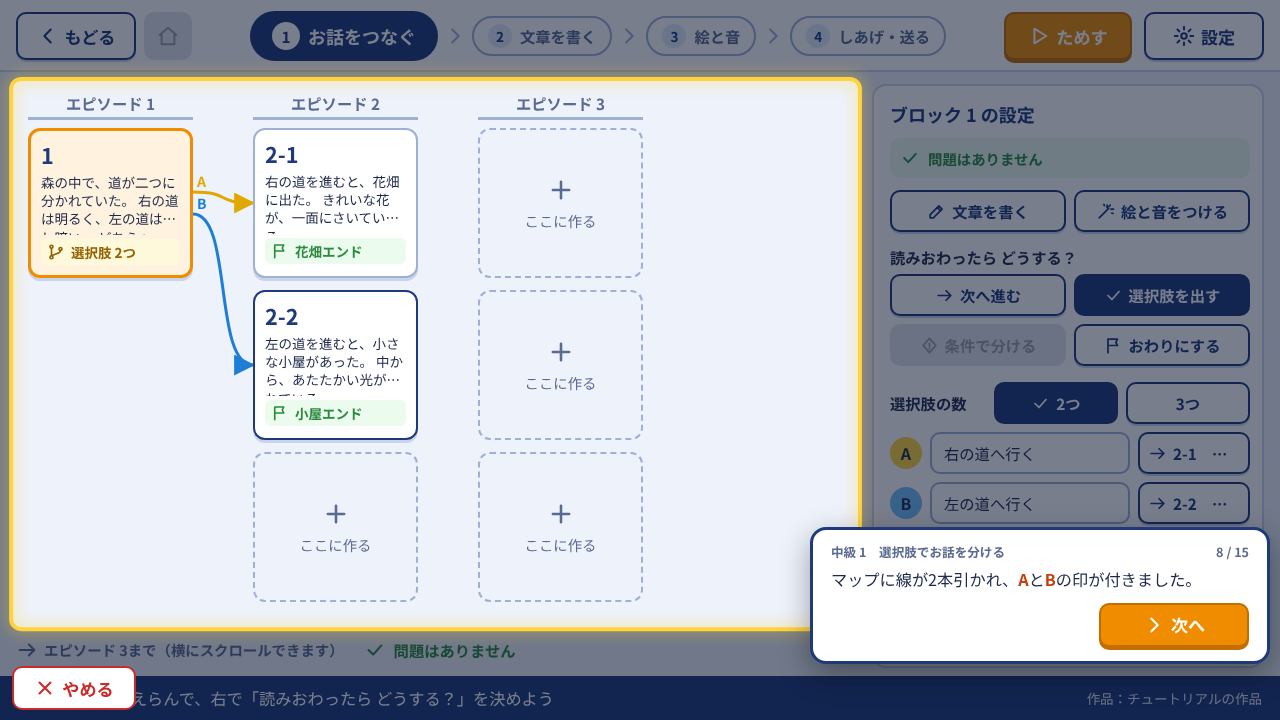 もどる
1 お話をつなぐ
2 文章を書く
3 絵と音
4 しあげ・送る
ためす
設定
エピソード 1
エピソード 2
エピソード 3
1
森の中で、道が二つに
分かれていた。 右の道
は明るく、左の道は…
選択肢 2つ
A
B
2-1
右の道を進むと、花畑
に出た。 きれいな花
が、一面にさいてい…
花畑エンド
2-2
左の道を進むと、小さ
な小屋があった。 中か
ら、あたたかい光が…
小屋エンド
ここに作る
ここに作る
ここに作る
ここに作る
ここに作る
ブロック 1 の設定
問題はありません
文章を書く
絵と音をつける
読みおわったら どうする？
次へ進む
選択肢を出す
条件で分ける
おわりにする
選択肢の数
2つ
3つ
A 右の道へ行く → 2-1 …
B 左の道へ行く → 2-2 …
中級 1　選択肢でお話を分ける
8 / 15
マップに線が2本引かれ、AとBの印が付きました。
次へ
→ エピソード 3まで（横にスクロールできます）
問題はありません
やめる
えらんで、右で「読みおわったら どうする？」を決めよう
作品：チュートリアルの作品